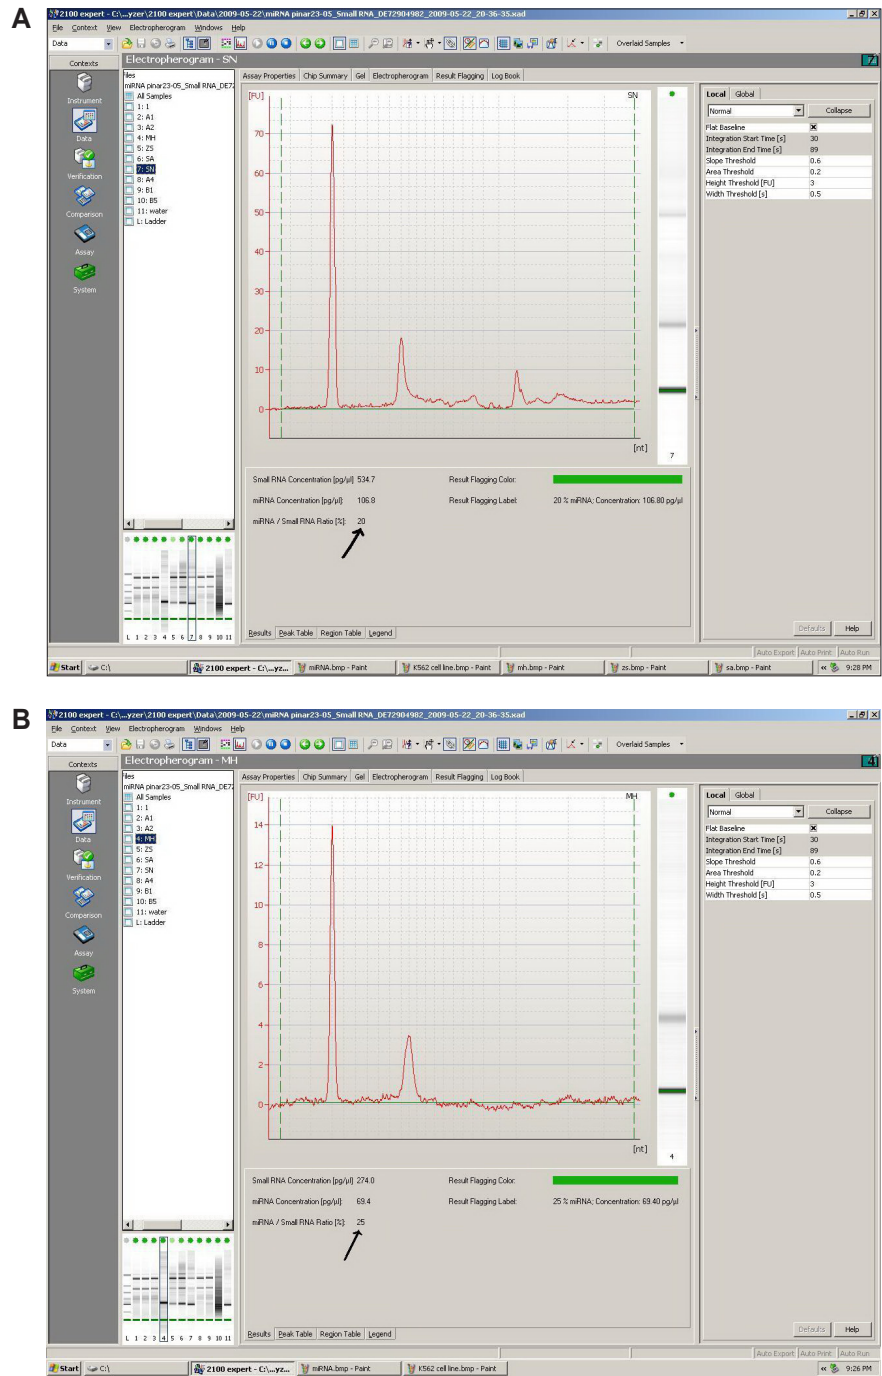 A
2100 expert - C:\...yzer\2100 expert\Data\2009-05-22\miRNA pinar23-05_Small RNA_DE72904982_2009-05-22_20-36-35.xad
File Context View Electropherogram Windows Help
Data
Overlaid Samples
Contexts
Electropherogram - SN
7
Instrument
Data
Verification
Comparison
Assay
System
files
miRNA pinar23-05_Small RNA_DE72
All Samples
1: 1
2: A1
3: A2
4: MH
5: ZS
6: SA
7: SN
8: A4
9: B1
10: B5
11: water
L: Ladder
L 1 2 3 4 5 6 7 8 9 10 11
Assay Properties Chip Summary Gel Electropherogram Result Flagging Log Book
[FU]
SN
70
60
50
40
30
20
10
0
[nt]
7
Small RNA Concentration [pg/µl] 534.7
Result Flagging Color:
miRNA Concentration [pg/µl]: 106.8
Result Flagging Label: 20 % miRNA; Concentration: 106.80 pg/µl
miRNA / Small RNA Ratio [%]: 20
Results Peak Table Region Table Legend
Local Global
Normal Collapse
Flat Baseline
Integration Start Time [s] 30
Integration End Time [s] 89
Slope Threshold 0.6
Area Threshold 0.2
Height Threshold [FU] 3
Width Threshold [s] 0.5
Defaults Help
Auto Export Auto Print Auto Run
Start C:\ 2100 expert - C:\...yz... miRNA.bmp - Paint K562 cell line.bmp - Paint mh.bmp - Paint zs.bmp - Paint sa.bmp - Paint 9:28 PM
B
2100 expert - C:\...yzer\2100 expert\Data\2009-05-22\miRNA pinar23-05_Small RNA_DE72904982_2009-05-22_20-36-35.xad
File Context View Electropherogram Windows Help
Data
Overlaid Samples
Contexts
Electropherogram - MH
4
Instrument
Data
Verification
Comparison
Assay
System
files
miRNA pinar23-05_Small RNA_DE72
All Samples
1: 1
2: A1
3: A2
4: MH
5: ZS
6: SA
7: SN
8: A4
9: B1
10: B5
11: water
L: Ladder
L 1 2 3 4 5 6 7 8 9 10 11
Assay Properties Chip Summary Gel Electropherogram Result Flagging Log Book
[FU]
MH
14
12
10
8
6
4
2
0
[nt]
4
Small RNA Concentration [pg/µl] 274.0
Result Flagging Color:
miRNA Concentration [pg/µl]: 69.4
Result Flagging Label: 25 % miRNA; Concentration: 69.40 pg/µl
miRNA / Small RNA Ratio [%]: 25
Results Peak Table Region Table Legend
Local Global
Normal Collapse
Flat Baseline
Integration Start Time [s] 30
Integration End Time [s] 89
Slope Threshold 0.6
Area Threshold 0.2
Height Threshold [FU] 3
Width Threshold [s] 0.5
Defaults Help
Auto Export Auto Print Auto Run
Start C:\ 2100 expert - C:\...yz... miRNA.bmp - Paint K562 cell line.bmp - Paint 9:26 PM